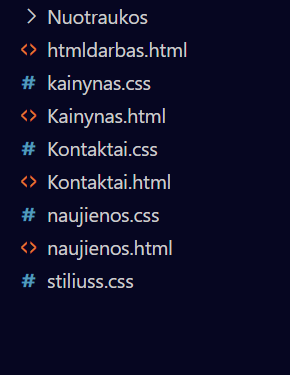 Nuotraukos
htmldarbas.html
kainynas.css
Kainynas.html
Kontaktai.css
Kontaktai.html
naujienos.css
naujienos.html
stiliuss.css